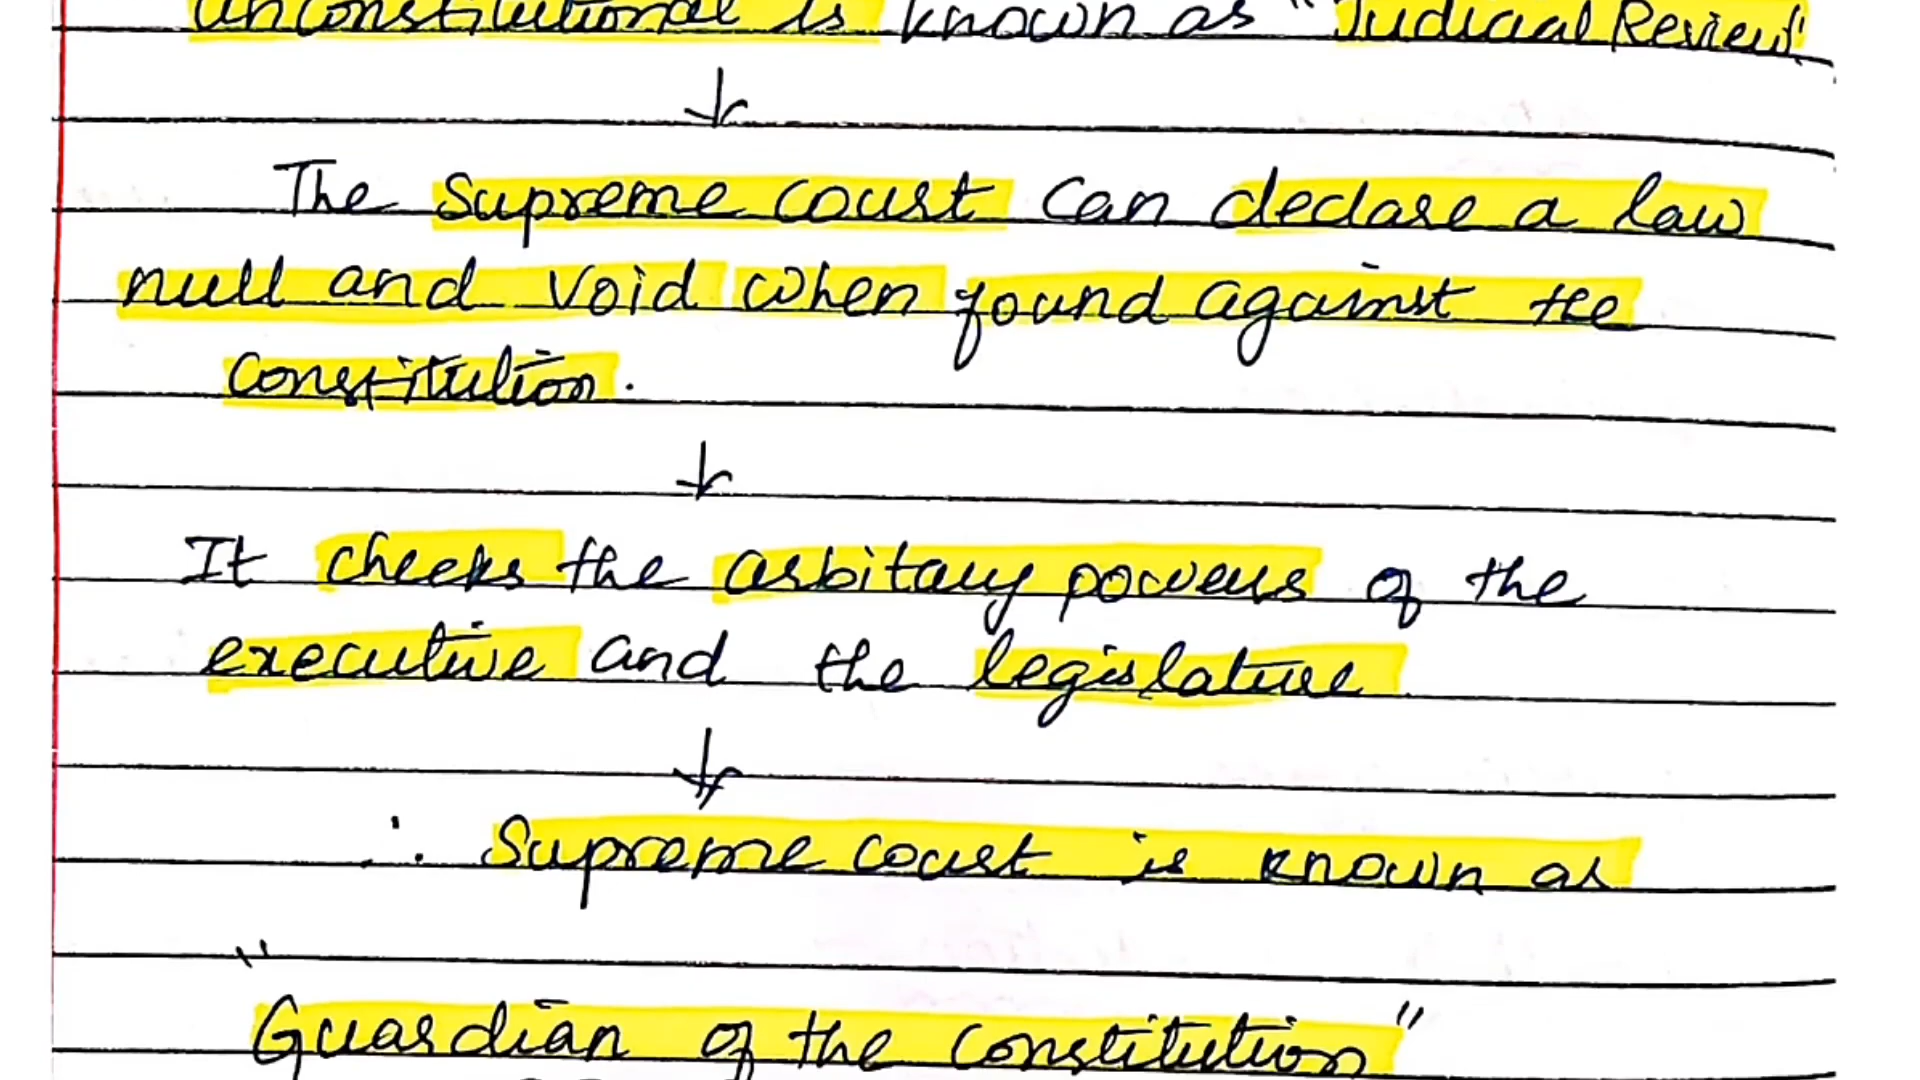 unconstitutional is known as "Judicial Review"
↓
The Supreme court can declare a law
null and void when found against the
constitution.
↓
It checks the arbitary powers of the
executive and the legislature
↓
∴ Supreme court is known as
"
Guardian of the constitution"